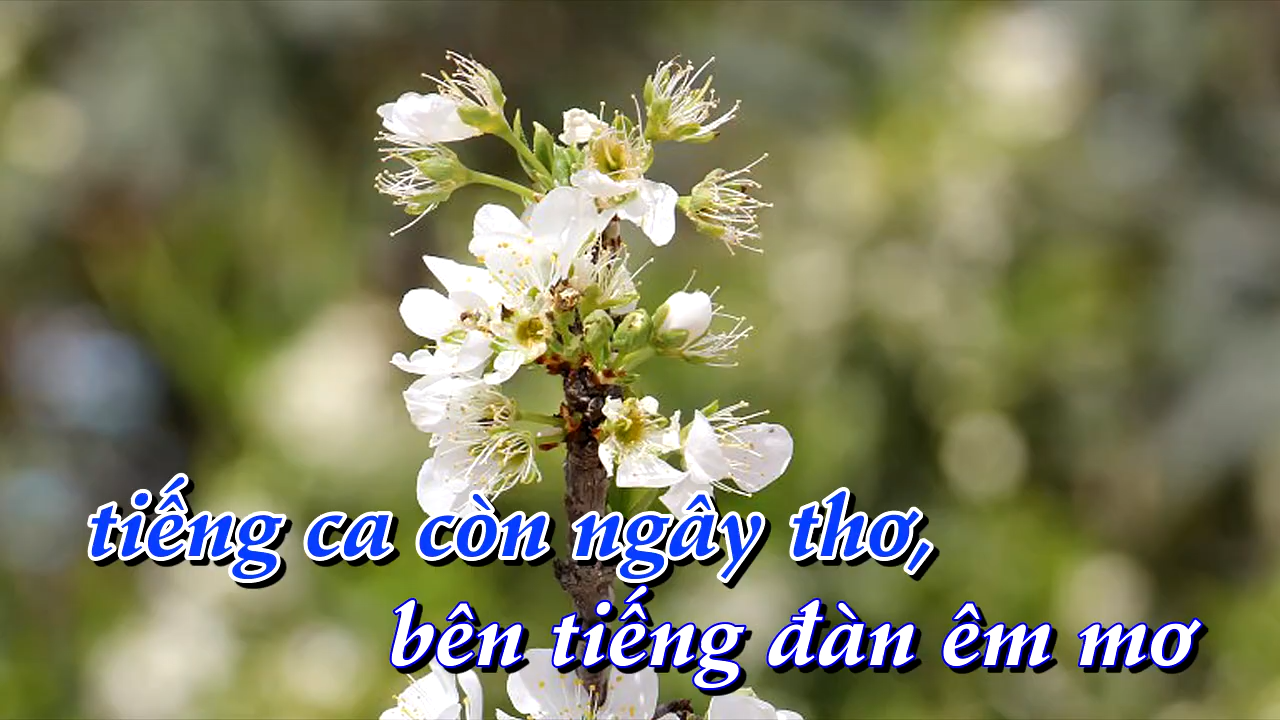 tiếng ca còn ngây thơ,
bên tiếng đàn êm mơ